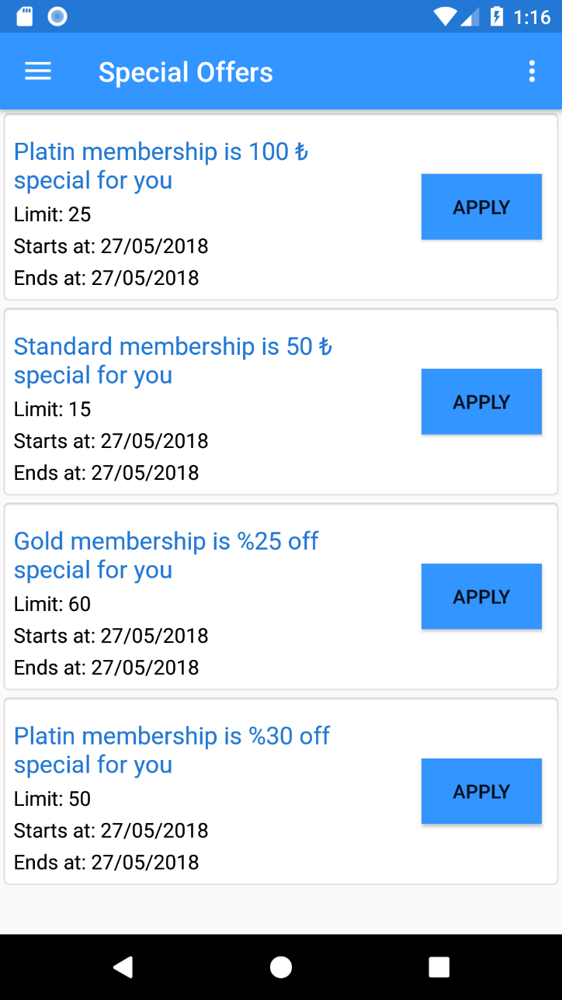 1:16
Special Offers
Platin membership is 100 ₺
special for you
Limit: 25
Starts at: 27/05/2018
Ends at: 27/05/2018
APPLY
Standard membership is 50 ₺
special for you
Limit: 15
Starts at: 27/05/2018
Ends at: 27/05/2018
APPLY
Gold membership is %25 off
special for you
Limit: 60
Starts at: 27/05/2018
Ends at: 27/05/2018
APPLY
Platin membership is %30 off
special for you
Limit: 50
Starts at: 27/05/2018
Ends at: 27/05/2018
APPLY